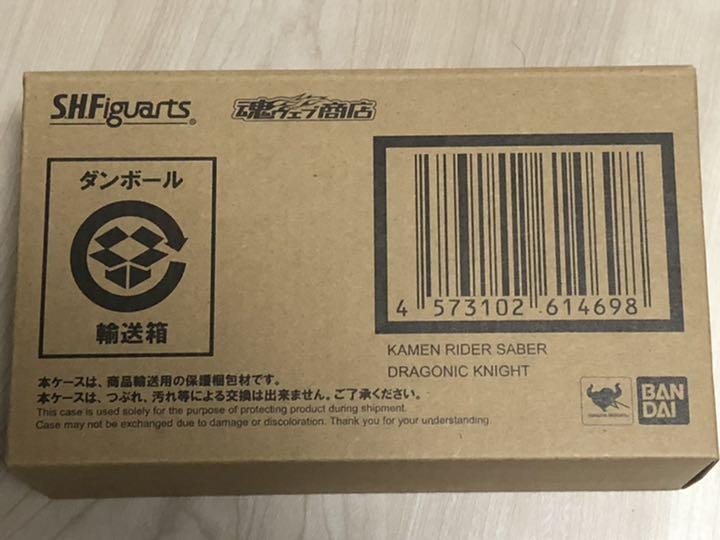 S.H.Figuarts®
魂ウェブ商店
ダンボール
輸送箱
4 573102 614698
KAMEN RIDER SABER
DRAGONIC KNIGHT
本ケースは、商品輸送用の保護梱包材です。
本ケースは、つぶれ、汚れ等による交換は出来ません。ご了承ください。
This case is used solely for the purpose of protecting product during shipment.
Case may not be exchanged due to damage or discoloration. Thank you for your understanding.
BAN
DAI